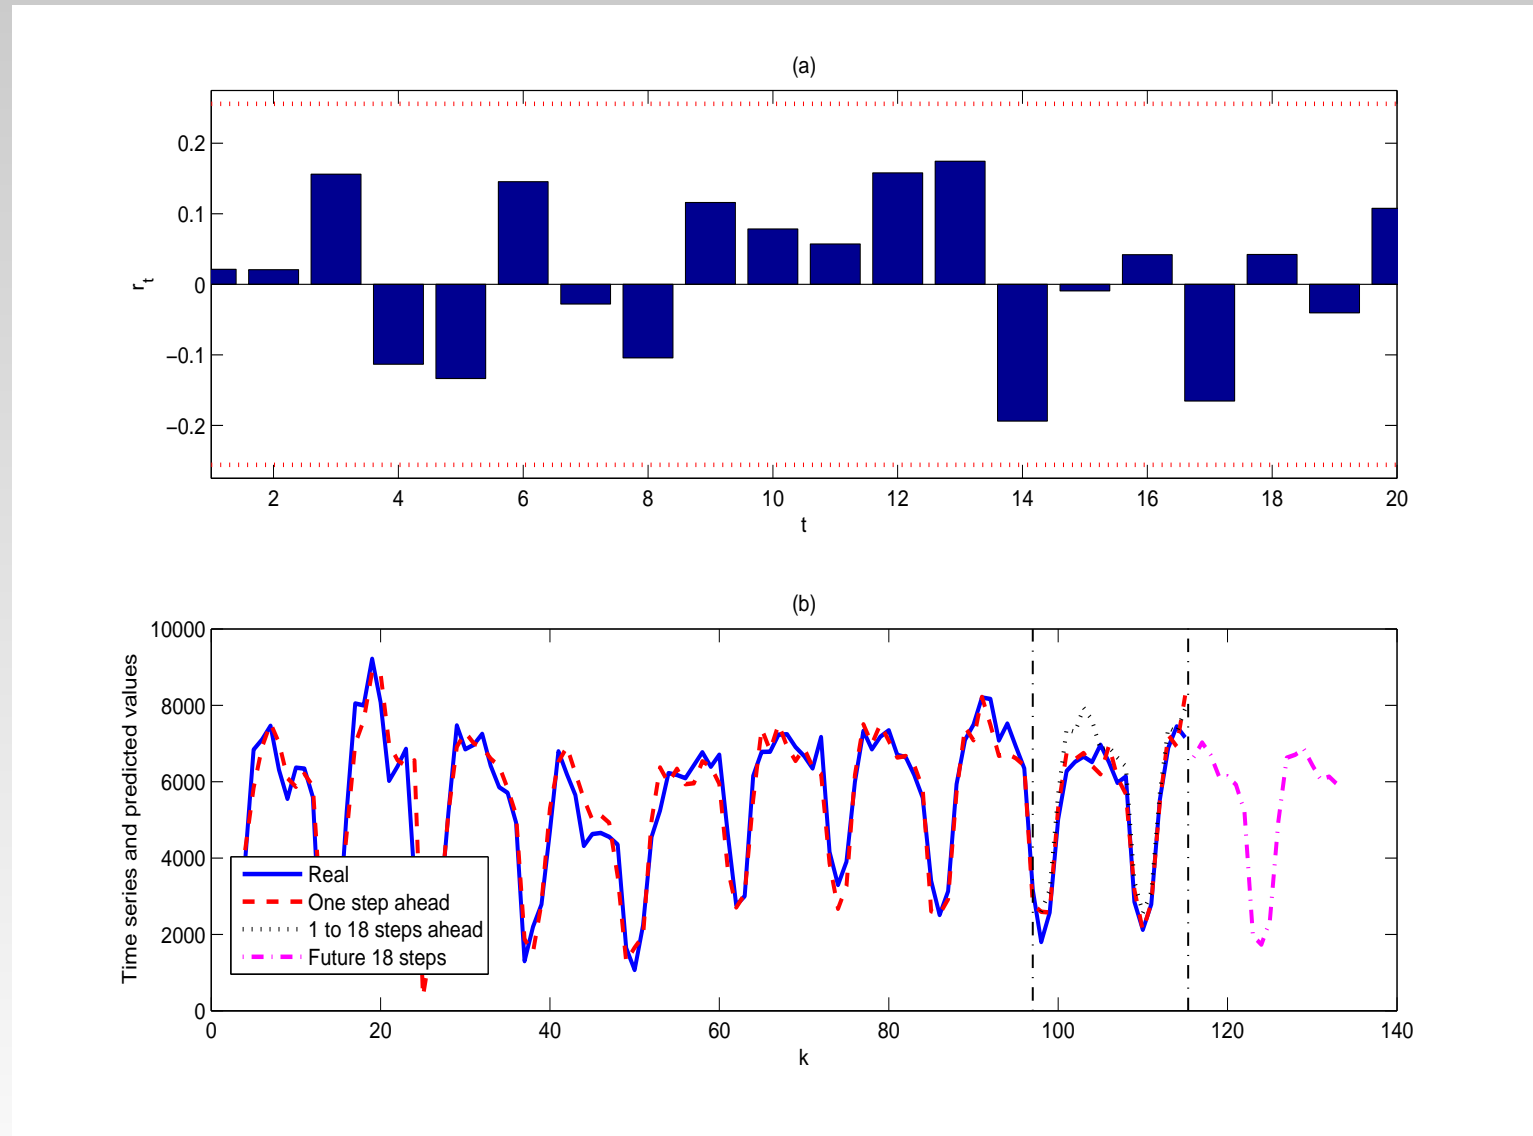 (a)
0.2
0.1
0
−0.1
−0.2
r_t
2 4 6 8 10 12 14 16 18 20
t
(b)
10000
8000
6000
4000
2000
0
Time series and predicted values
Real
One step ahead
1 to 18 steps ahead
Future 18 steps
0 20 40 60 80 100 120 140
k